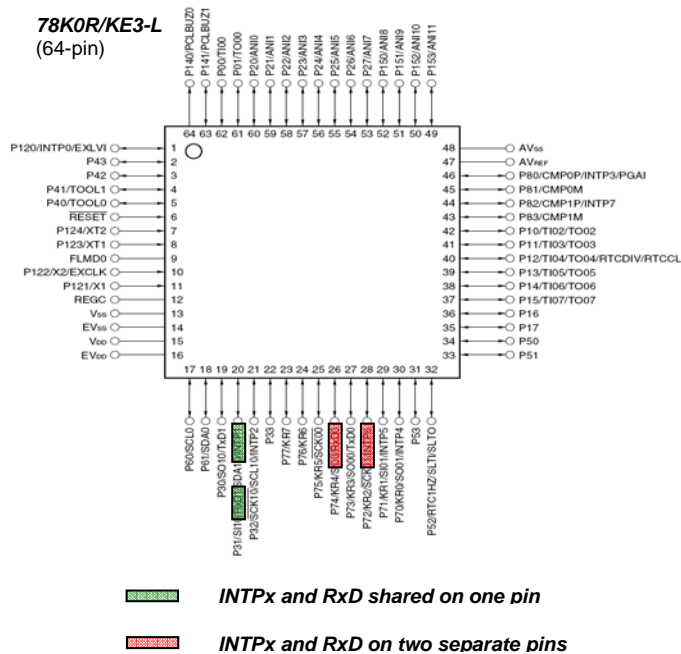 78K0R/KE3-L
(64-pin)
P140/PCLBUZ0
P141/PCLBUZ1
P00/TI00
P01/TO00
P20/ANI0
P21/ANI1
P22/ANI2
P23/ANI3
P24/ANI4
P25/ANI5
P26/ANI6
P27/ANI7
P150/ANI8
P151/ANI9
P152/ANI10
P153/ANI11
64 63 62 61 60 59 58 57 56 55 54 53 52 51 50 49
P120/INTP0/EXLVI 1
P43 2
P42 3
P41/TOOL1 4
P40/TOOL0 5
RESET 6
P124/XT2 7
P123/XT1 8
FLMD0 9
P122/X2/EXCLK 10
P121/X1 11
REGC 12
Vss 13
EVss 14
VDD 15
EVDD 16
48 AVss
47 AVREF
46 P80/CMP0P/INTP3/PGAI
45 P81/CMP0M
44 P82/CMP1P/INTP7
43 P83/CMP1M
42 P10/TI02/TO02
41 P11/TI03/TO03
40 P12/TI04/TO04/RTCDIV/RTCCL
39 P13/TI05/TO05
38 P14/TI06/TO06
37 P15/TI07/TO07
36 P16
35 P17
34 P50
33 P51
17 18 19 20 21 22 23 24 25 26 27 28 29 30 31 32
P60/SCL0
P61/SDA0
P30/SO10/TxD1
P31/SI1
P32/SCK10/SCL10/INTP2
P33
P77/KR7
P76/KR6
P75/KR5/SCK00
P74/KR4/
P73/KR3/SO00/TxD0
P72/KR2/SCK
P71/KR1/SI01/INTP5
P70/KR0/SO01/INTP4
P53
P52/RTC1HZ/SLTI/SLTO
INTPx and RxD shared on one pin
INTPx and RxD on two separate pins